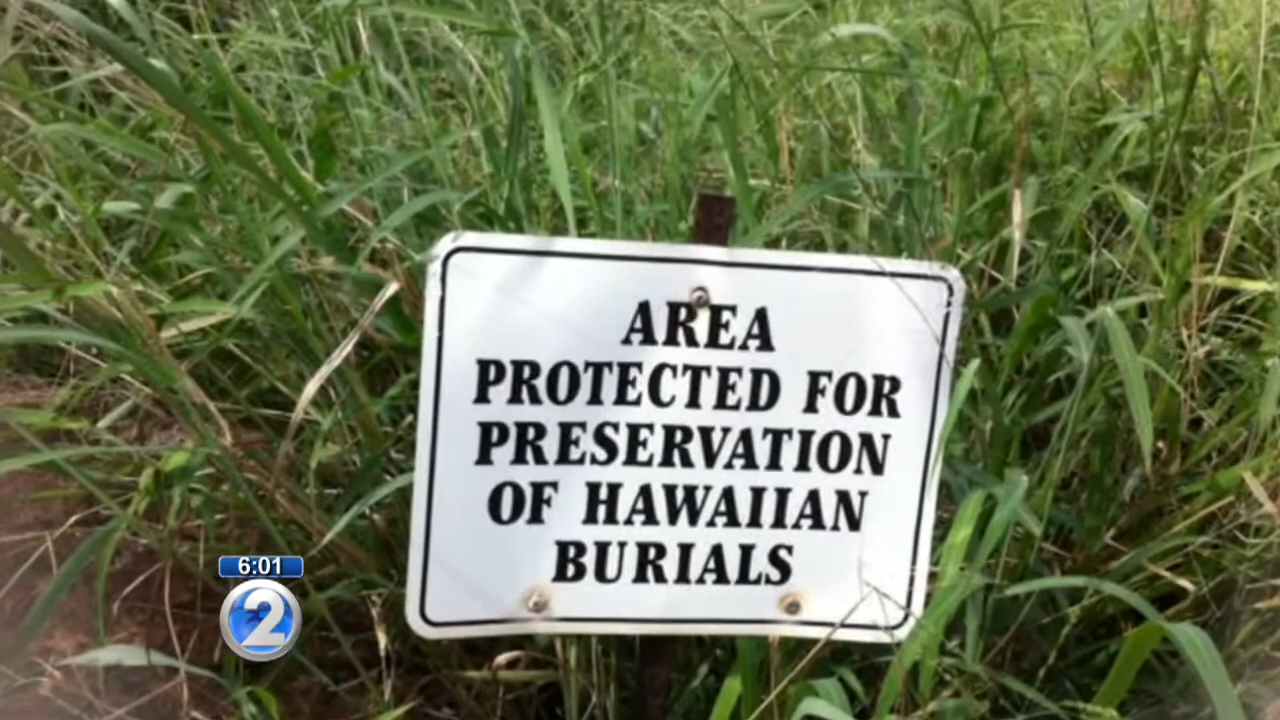 AREA
PROTECTED FOR
PRESERVATION
OF HAWAIIAN
BURIALS
6:01
2